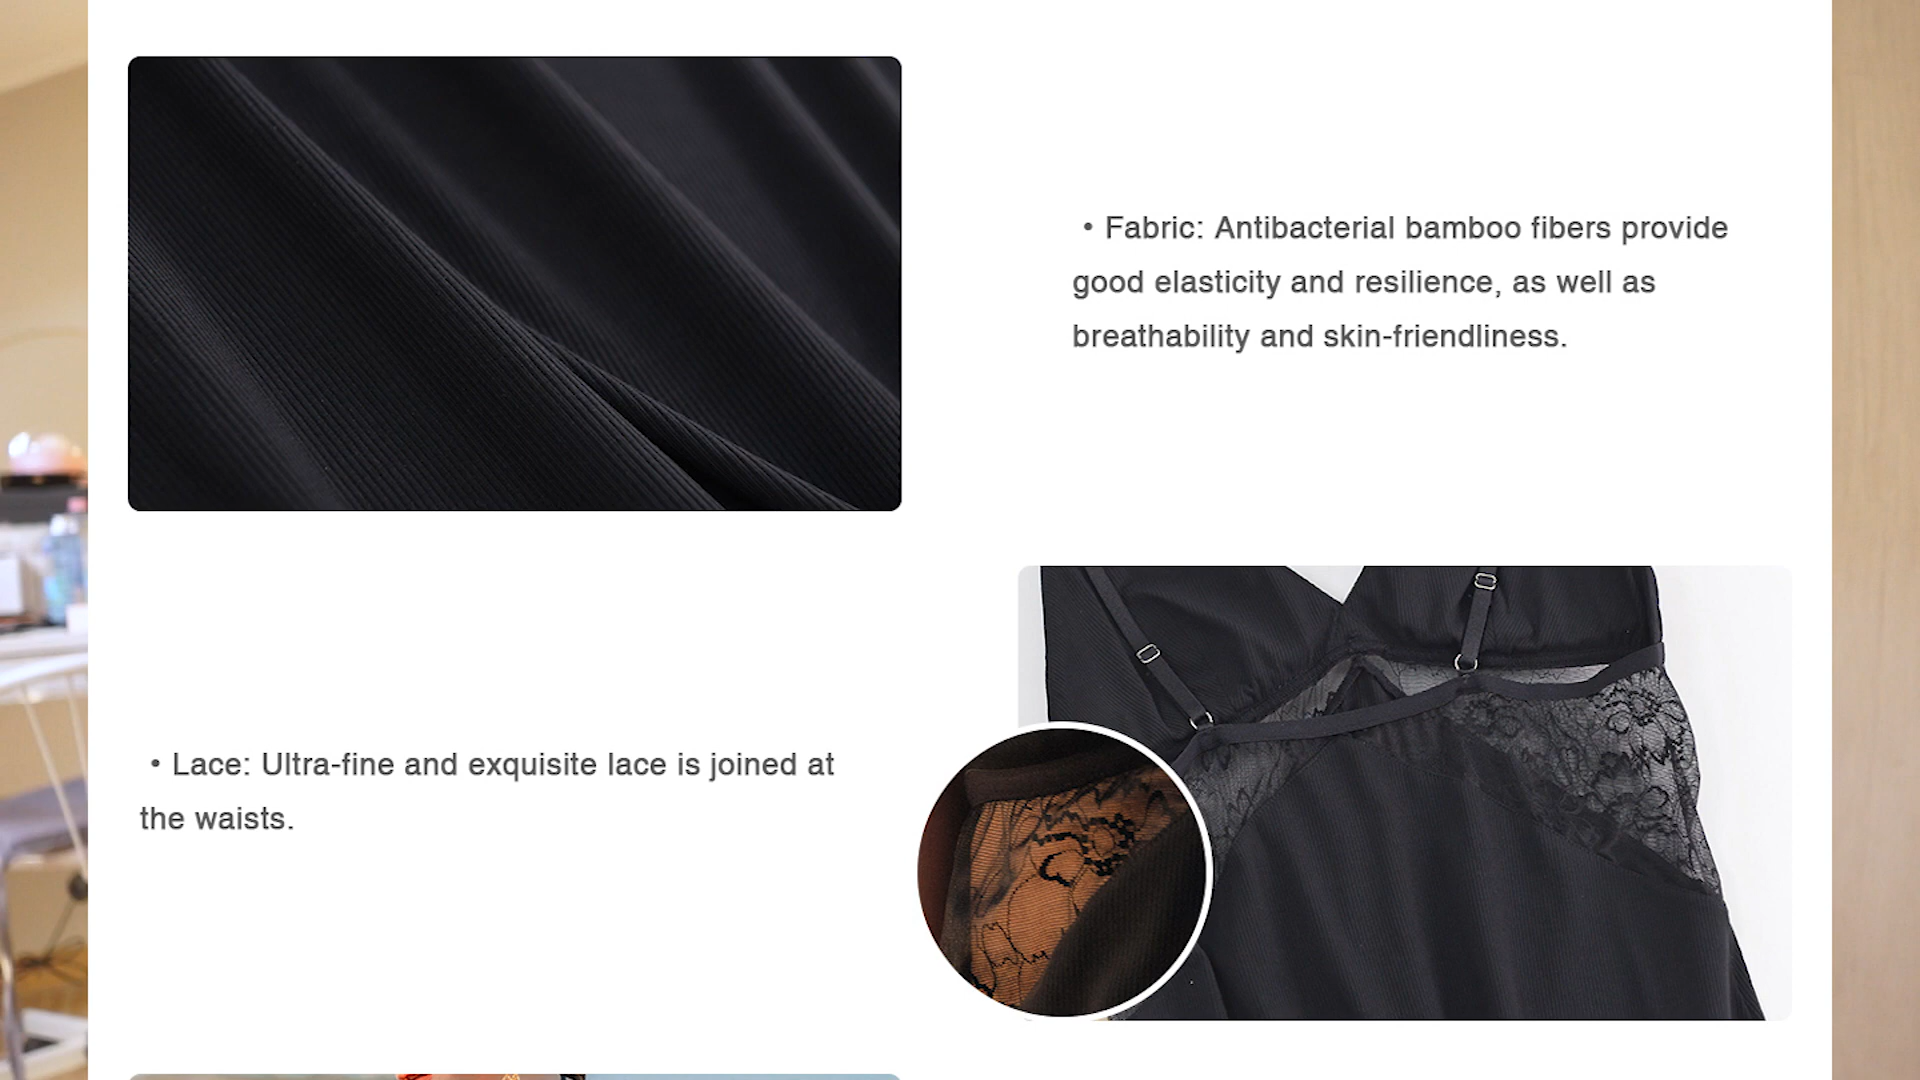 • Fabric: Antibacterial bamboo fibers provide
good elasticity and resilience, as well as
breathability and skin-friendliness.
• Lace: Ultra-fine and exquisite lace is joined at
the waists.